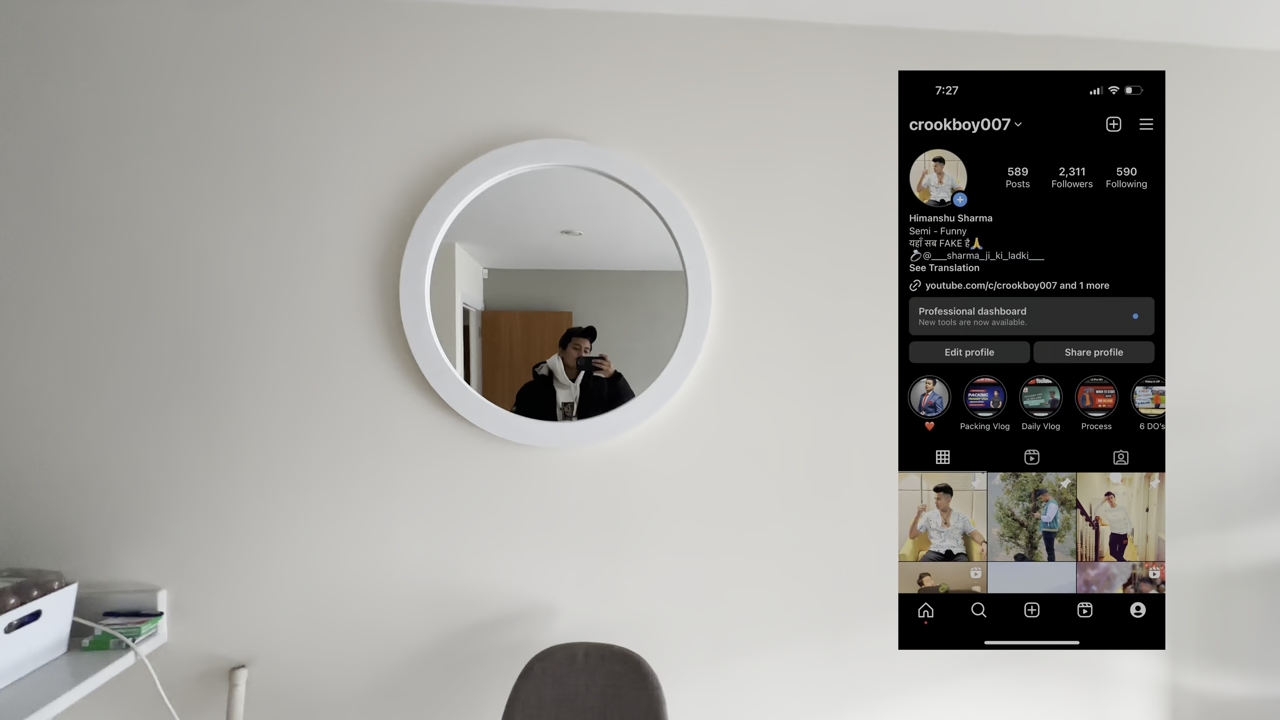 7:27
crookboy007
589
2,311
590
Posts
Followers
Following
Himanshu Sharma
Semi - Funny
यहाँ सब FAKE है🙏
💍@___sharma_ji_ki_ladki___
See Translation
youtube.com/c/crookboy007 and 1 more
Professional dashboard
New tools are now available.
Edit profile
Share profile
❤️
Packing Vlog
Daily Vlog
Process
6 DO's